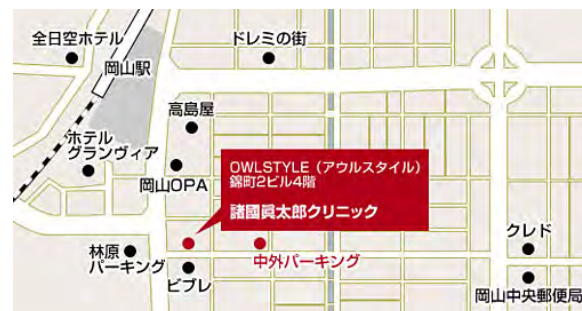 全日空ホテル
ドレミの街
岡山駅
高島屋
ホテル
グランヴィア
岡山OPA
OWLSTYLE（アウルスタイル）
錦町2ビル4階
諸國眞太郎クリニック
林原
パーキング
ビブレ
中外パーキング
クレド
岡山中央郵便局